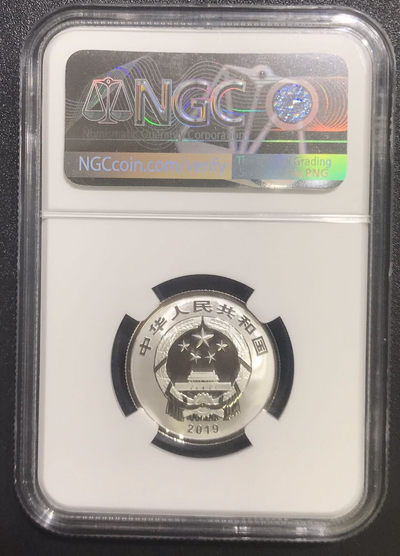 NGC
Numismatic Guaranty Corporation
NGCcoin.com/verify
Grading
PNG
中华人民共和国
2019